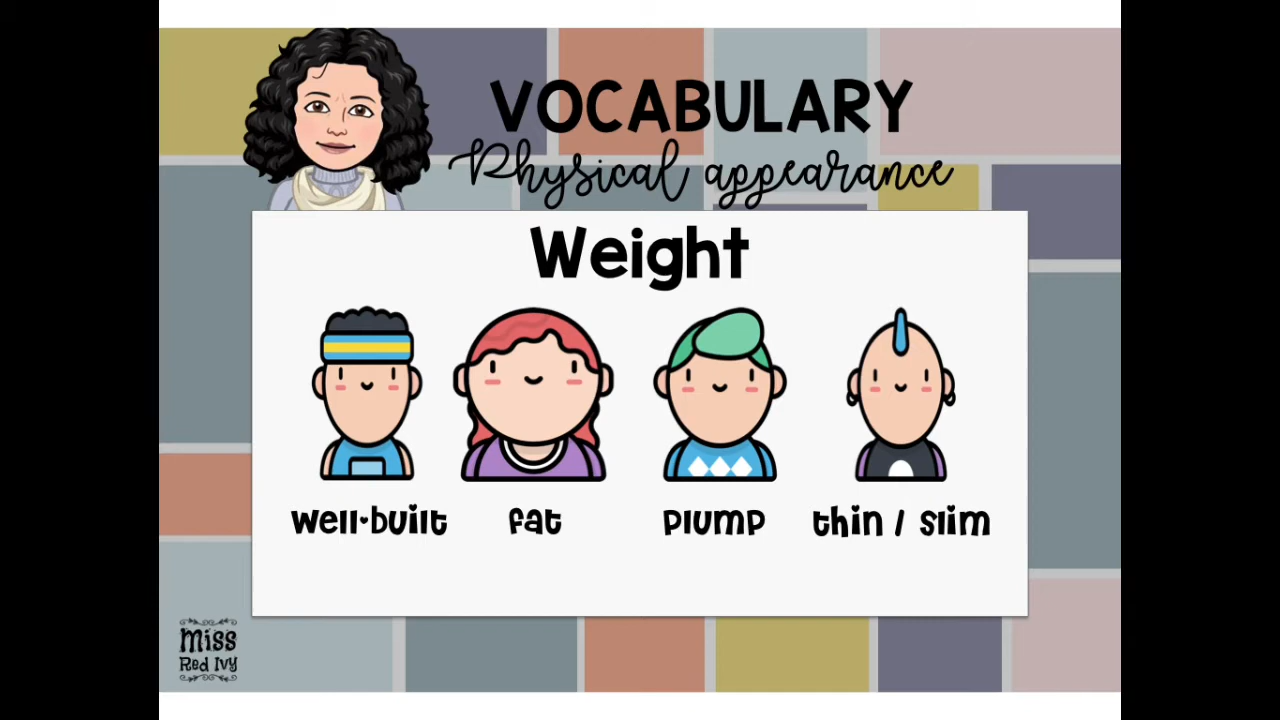 VOCABULARY
Physical appearance
Weight
well-built fat plump thin / slim
Miss
Red Ivy